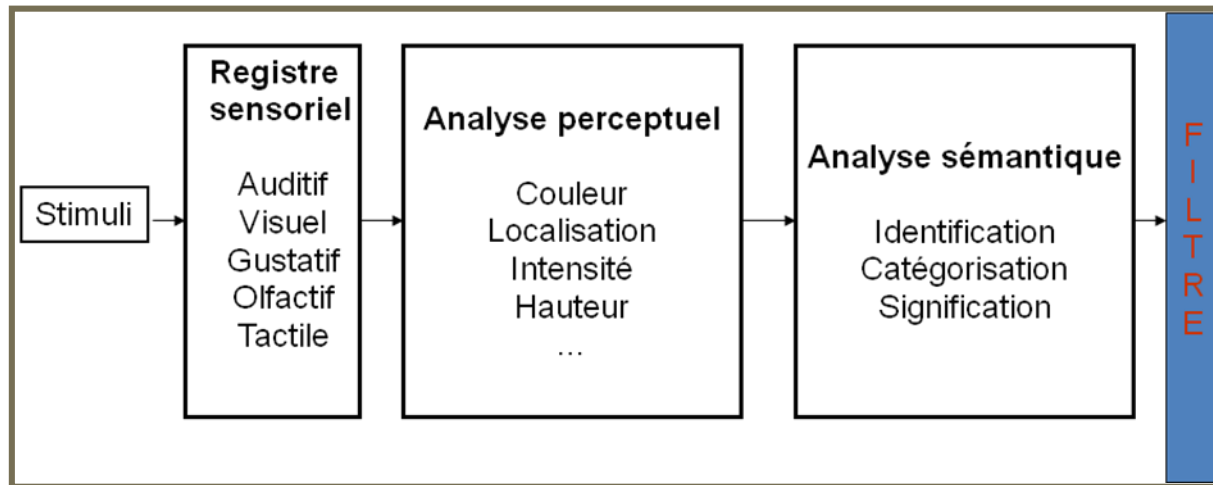 Stimuli
Registre
sensoriel
Auditif
Visuel
Gustatif
Olfactif
Tactile
Analyse perceptuel
Couleur
Localisation
Intensité
Hauteur
...
Analyse sémantique
Identification
Catégorisation
Signification
F
I
L
T
R
E